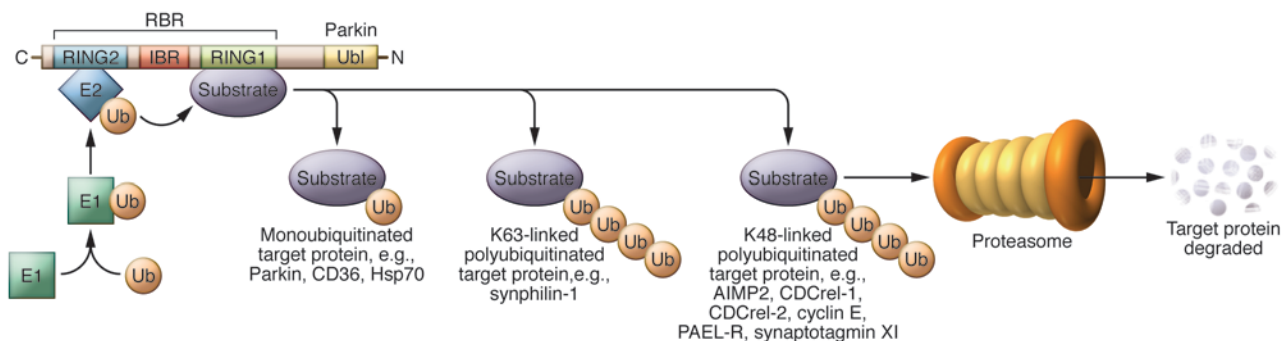 RBR
Parkin
C
RING2
IBR
RING1
Ubl
N
E2
Ub
Substrate
E1
Ub
E1
Ub
Substrate
Ub
Monoubiquitinated
target protein, e.g.,
Parkin, CD36, Hsp70
Substrate
Ub
Ub
Ub
Ub
K63-linked
polyubiquitinated
target protein,e.g.,
synphilin-1
Substrate
Ub
Ub
Ub
Ub
K48-linked
polyubiquitinated
target protein, e.g.,
AIMP2, CDCrel-1,
CDCrel-2, cyclin E,
PAEL-R, synaptotagmin XI
Proteasome
Target protein
degraded